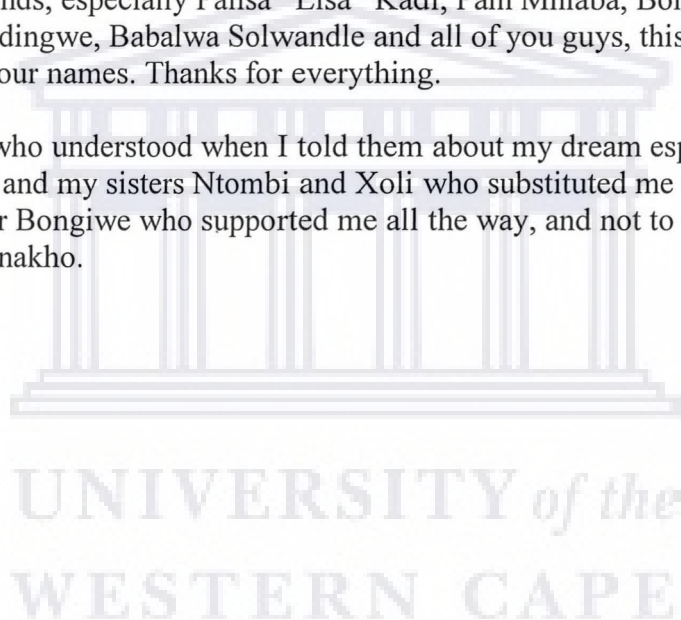 especially
dingwe, Babalwa Solwandle and all of you guys, this
our names. Thanks for everything.
who understood when I told them about my dream esp
and my sisters Ntombi and Xoli who substituted me
r Bongiwe who supported me all the way, and not to
nakho.
UNIVERSITY of the
WESTERN CAPE